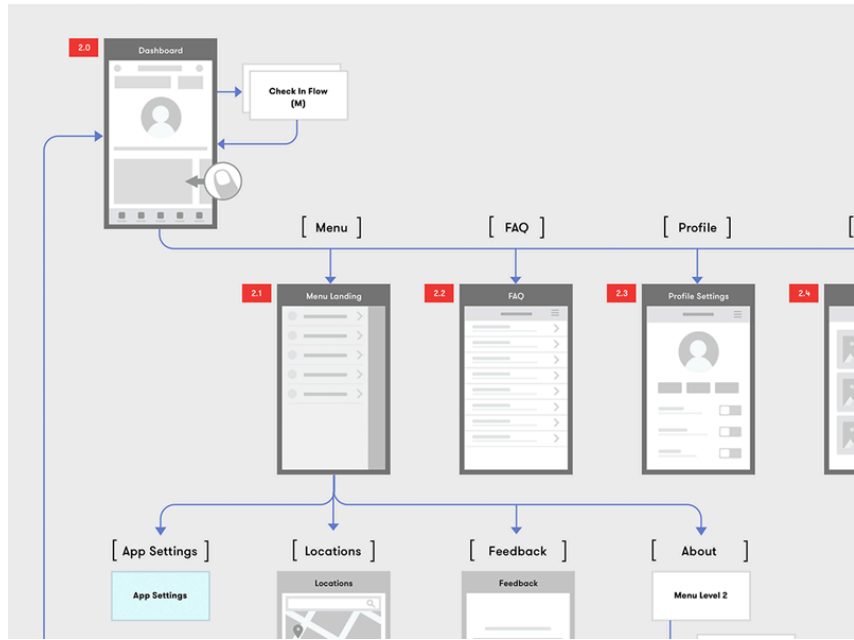 2.0
Dashboard
Check In Flow
(M)
[ Menu ]
[ FAQ ]
[ Profile ]
[
2.1
Menu Landing
2.2
FAQ
2.3
Profile Settings
2.4
[ App Settings ]
[ Locations ]
[ Feedback ]
[ About ]
App Settings
Locations
Feedback
Menu Level 2